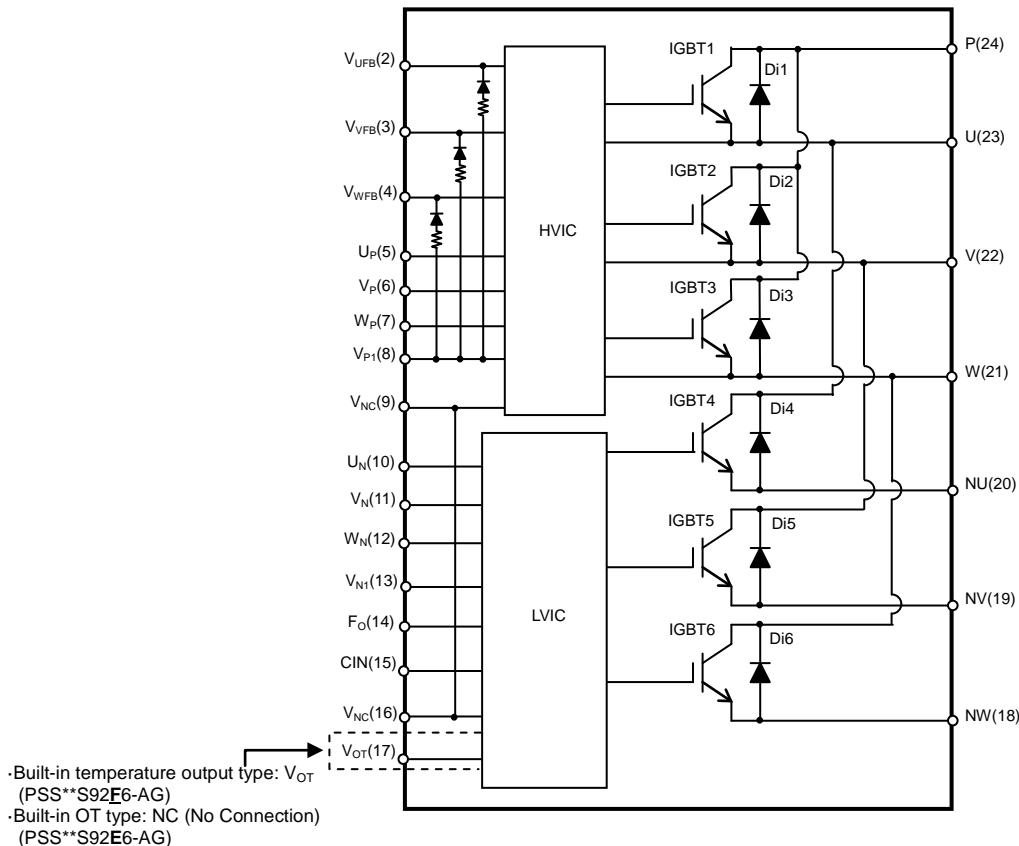 VUFB(2)
VVFB(3)
VWFB(4)
UP(5)
VP(6)
WP(7)
VP1(8)
VNC(9)
UN(10)
VN(11)
WN(12)
VN1(13)
FO(14)
CIN(15)
VNC(16)
VOT(17)
HVIC
LVIC
IGBT1
Di1
IGBT2
Di2
IGBT3
Di3
IGBT4
Di4
IGBT5
Di5
IGBT6
Di6
P(24)
U(23)
V(22)
W(21)
NU(20)
NV(19)
NW(18)
·Built-in temperature output type: VOT
(PSS**S92F6-AG)
·Built-in OT type: NC (No Connection)
(PSS**S92E6-AG)